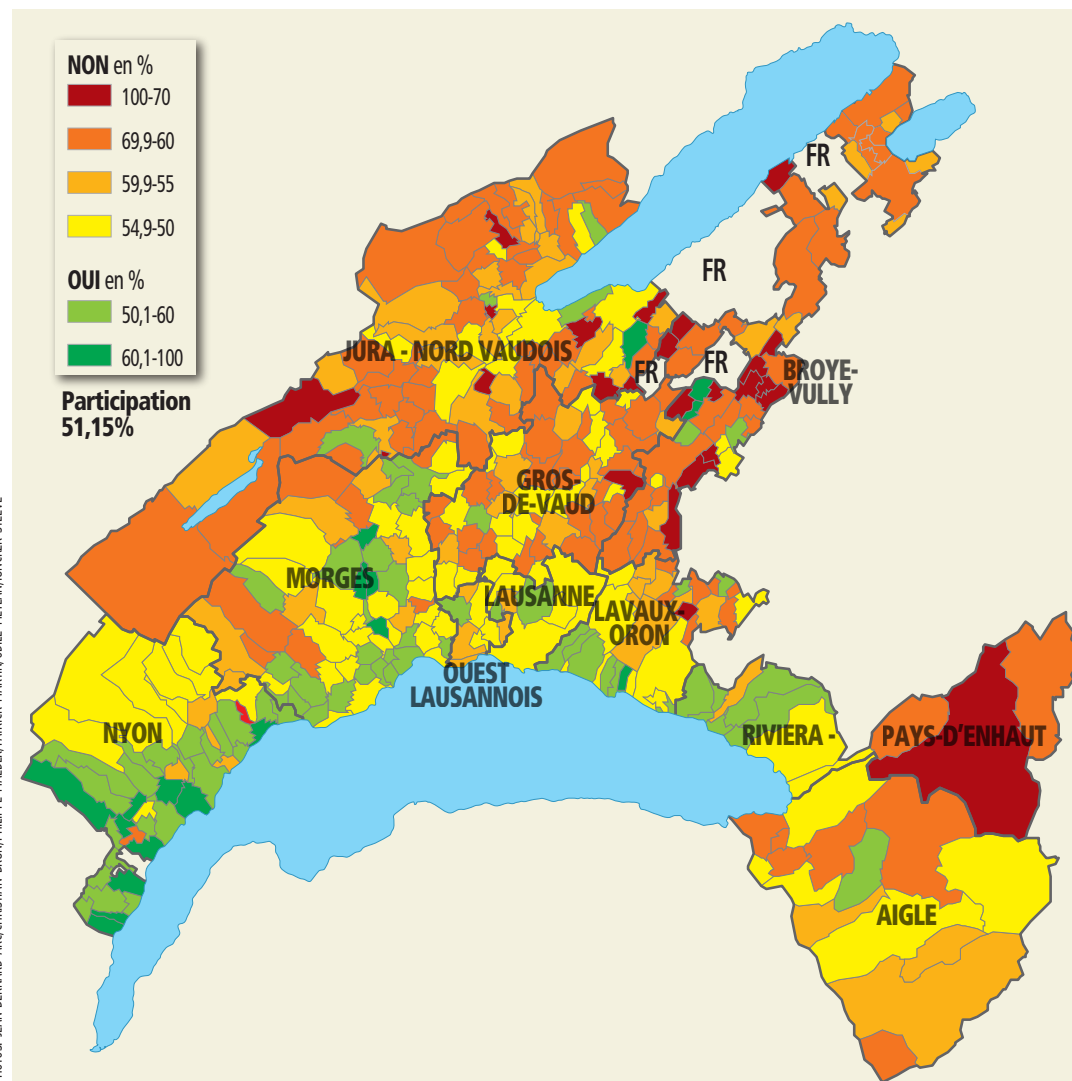 NON en %
100-70
69,9-60
59,9-55
54,9-50
OUI en %
50,1-60
60,1-100
Participation
51,15%
FR
FR
FR
FR
JURA - NORD VAUDOIS
BROYE-
VULLY
GROS-
DE-VAUD
MORGES
LAUSANNE
LAVAUX-
ORON
OUEST
LAUSANNOIS
NYON
RIVIERA -
PAYS-D'ENHAUT
AIGLE